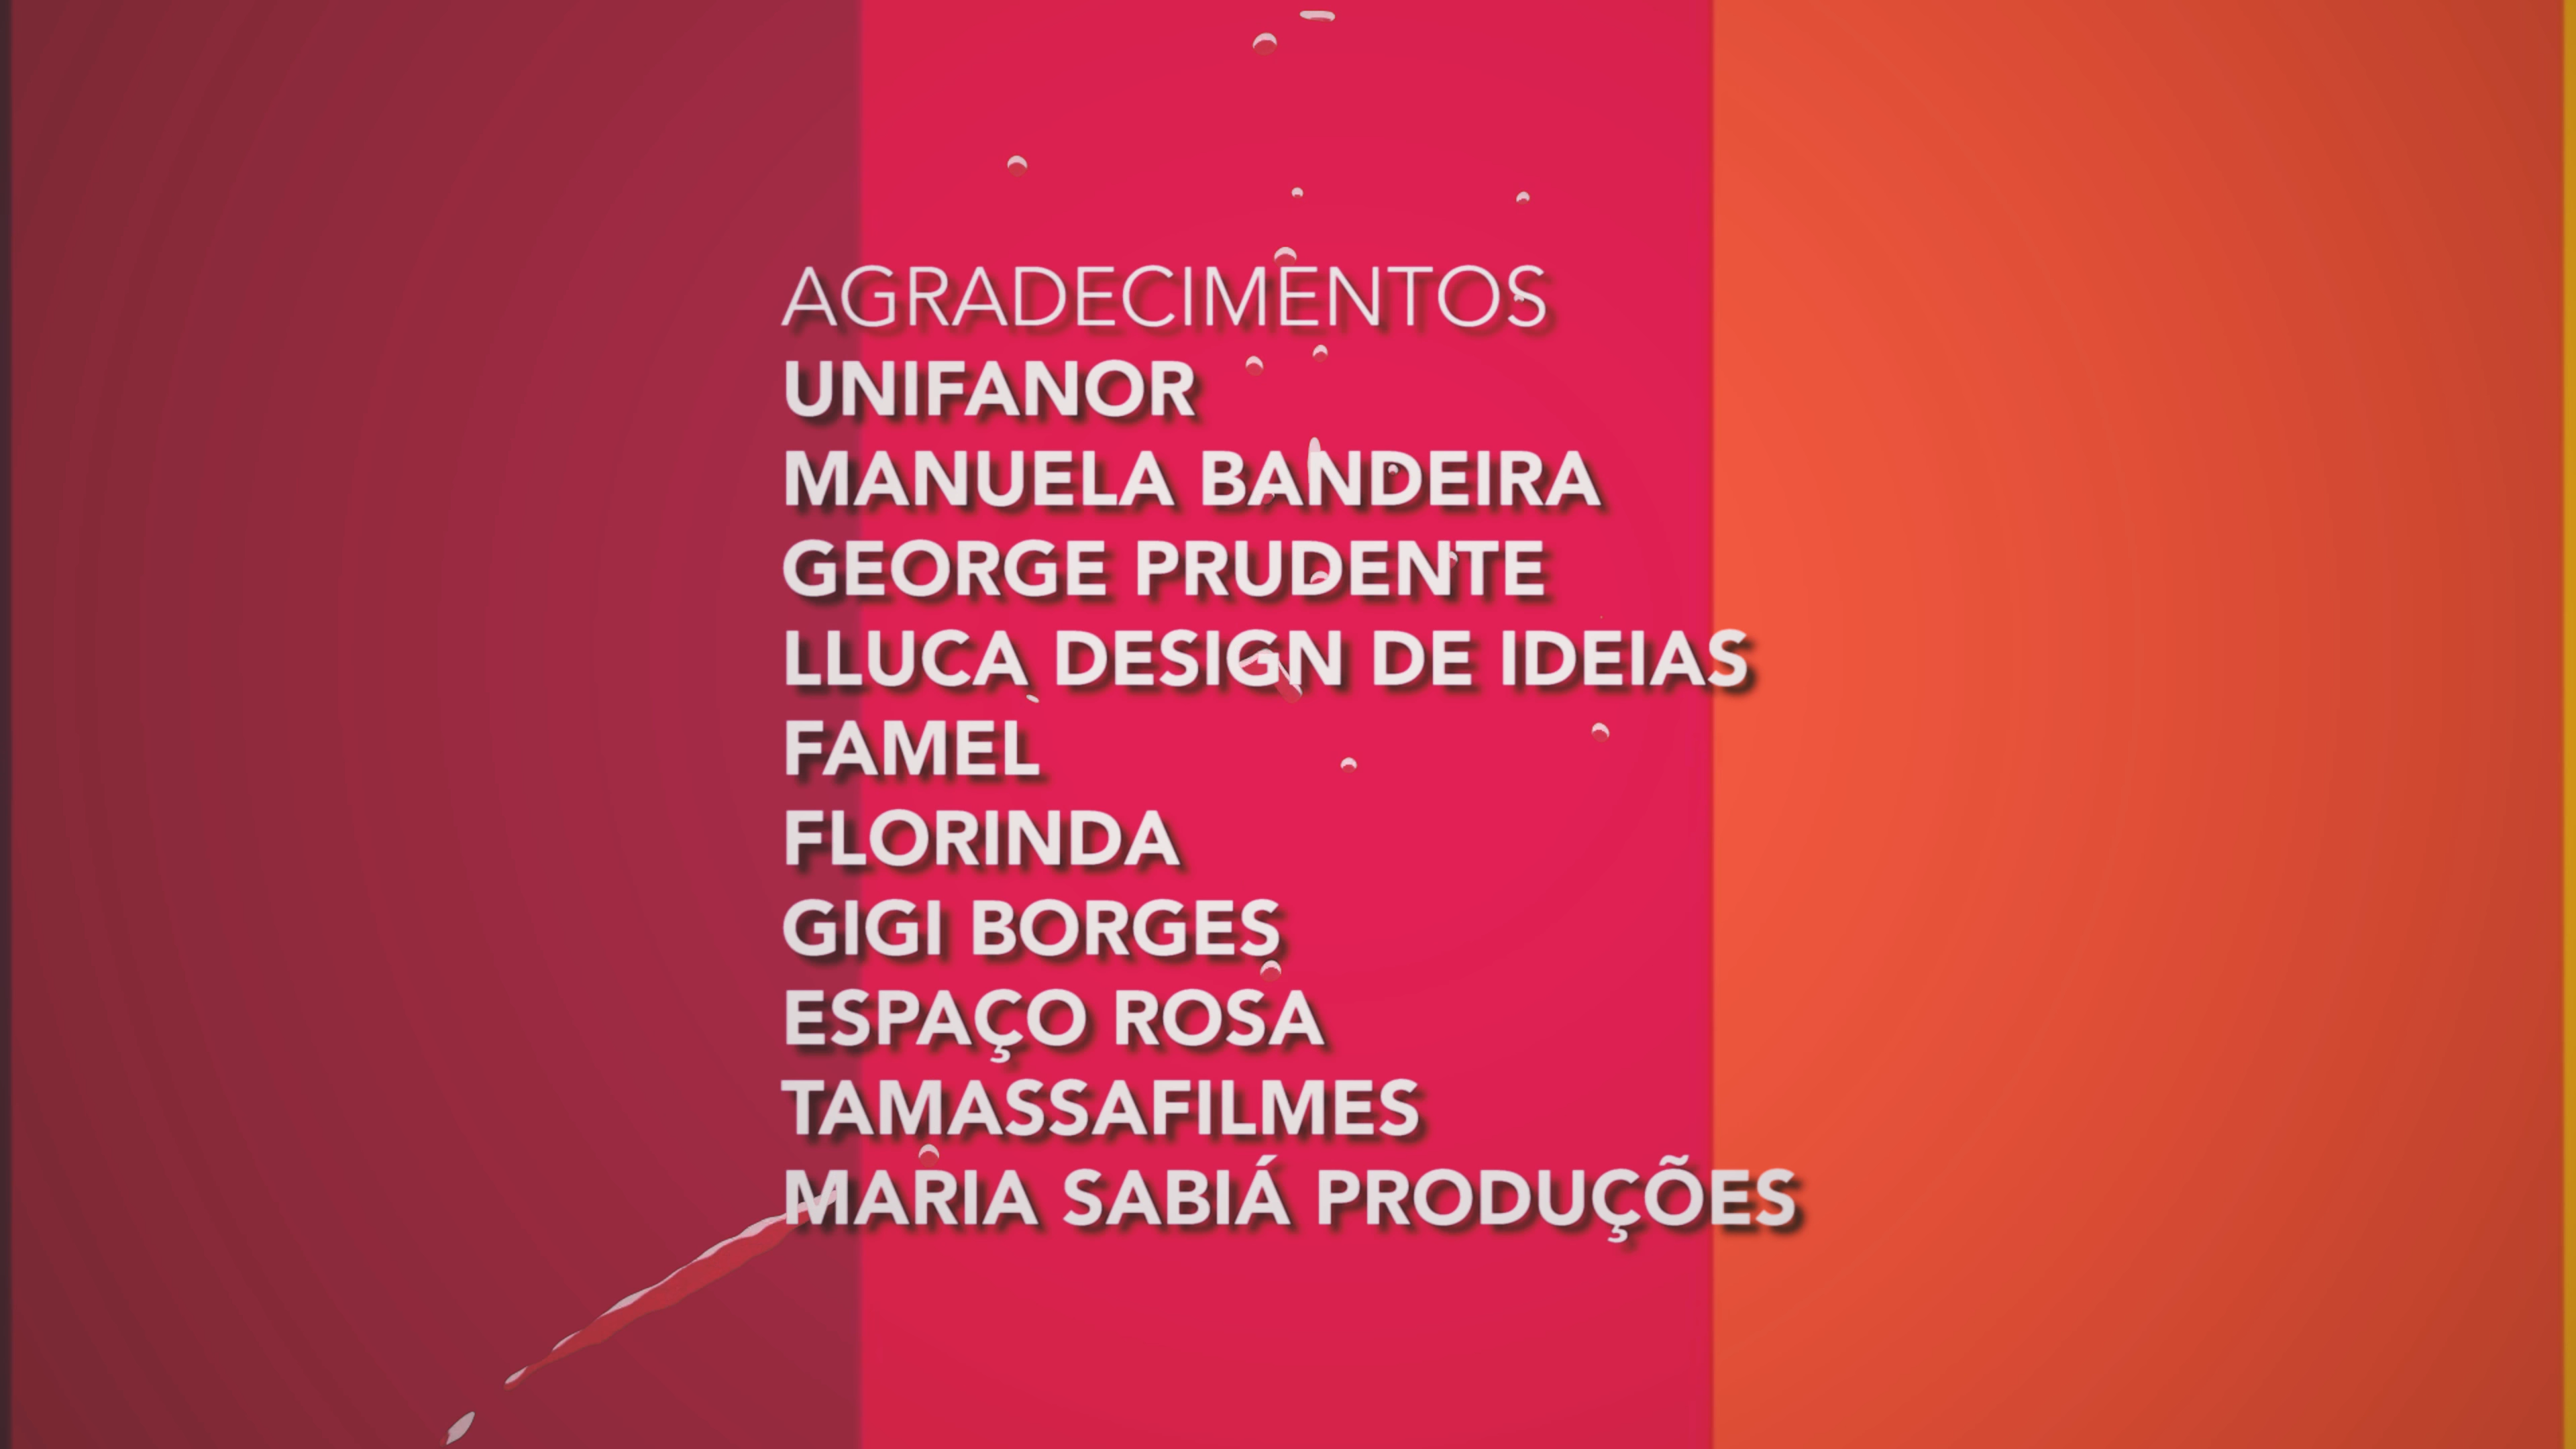 AGRADECIMENTOS
UNIFANOR
MANUELA BANDEIRA
GEORGE PRUDENTE
LLUCA DESIGN DE IDEIAS
FAMEL
FLORINDA
GIGI BORGES
ESPAÇO ROSA
TAMASSAFILMES
MARIA SABIÁ PRODUÇÕES